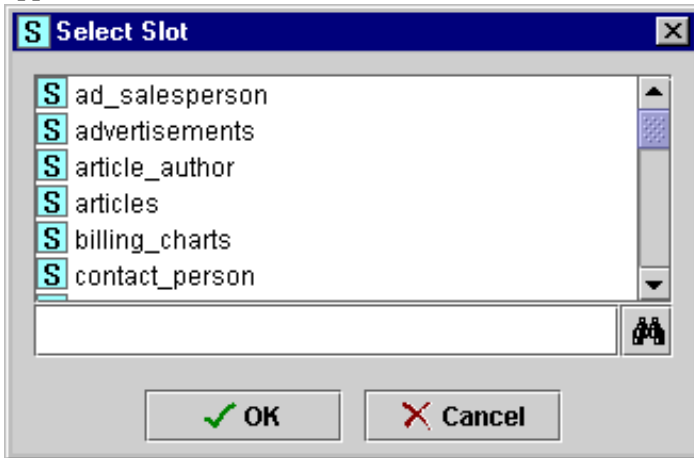 S Select Slot
S ad_salesperson
S advertisements
S article_author
S articles
S billing_charts
S contact_person
OK Cancel